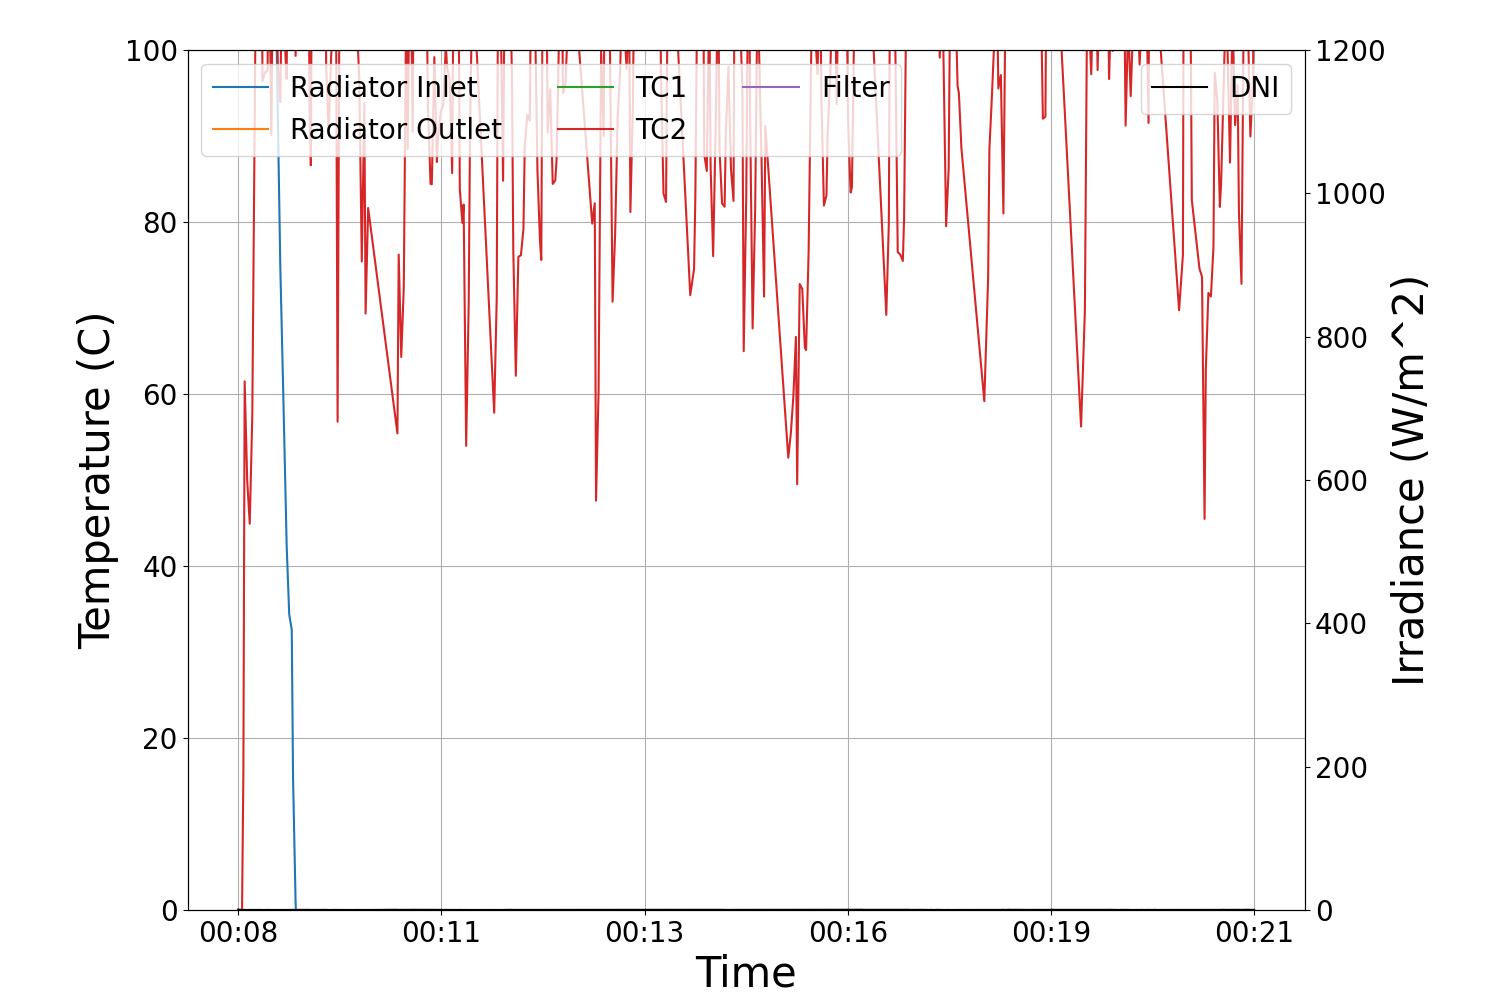 100
80
60
40
20
0
Temperature (C)
Radiator Inlet
Radiator Outlet
TC1
TC2
Filter
DNI
1200
1000
800
600
400
200
0
Irradiance (W/m^2)
00:08 00:11 00:13 00:16 00:19 00:21
Time